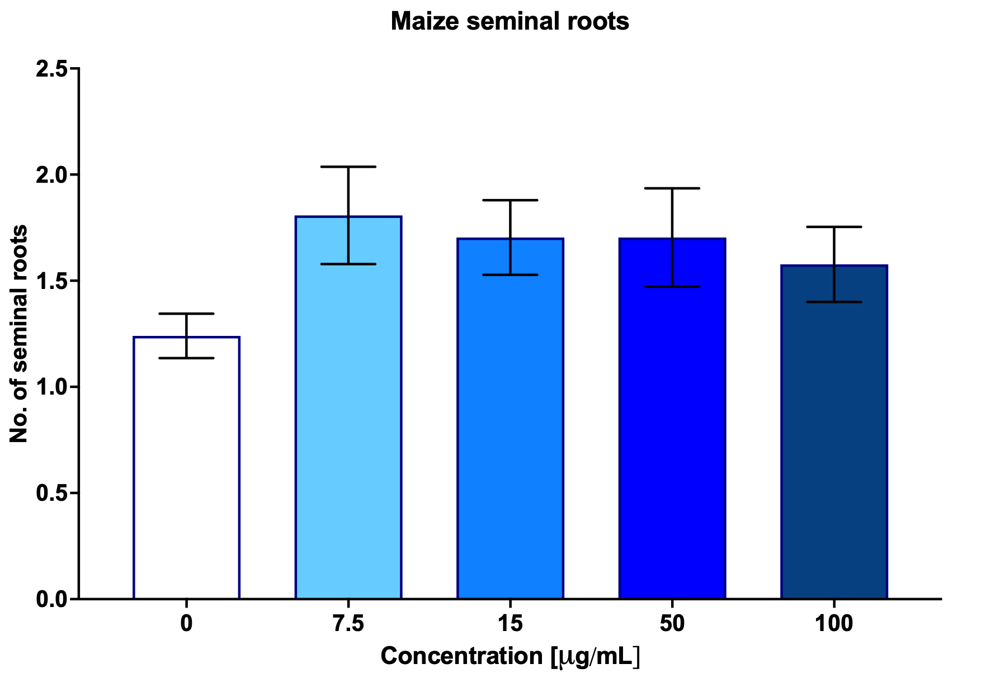 Maize seminal roots
2.5
2.0
1.5
1.0
0.5
0.0
No. of seminal roots
0 7.5 15 50 100
Concentration [μg/mL]